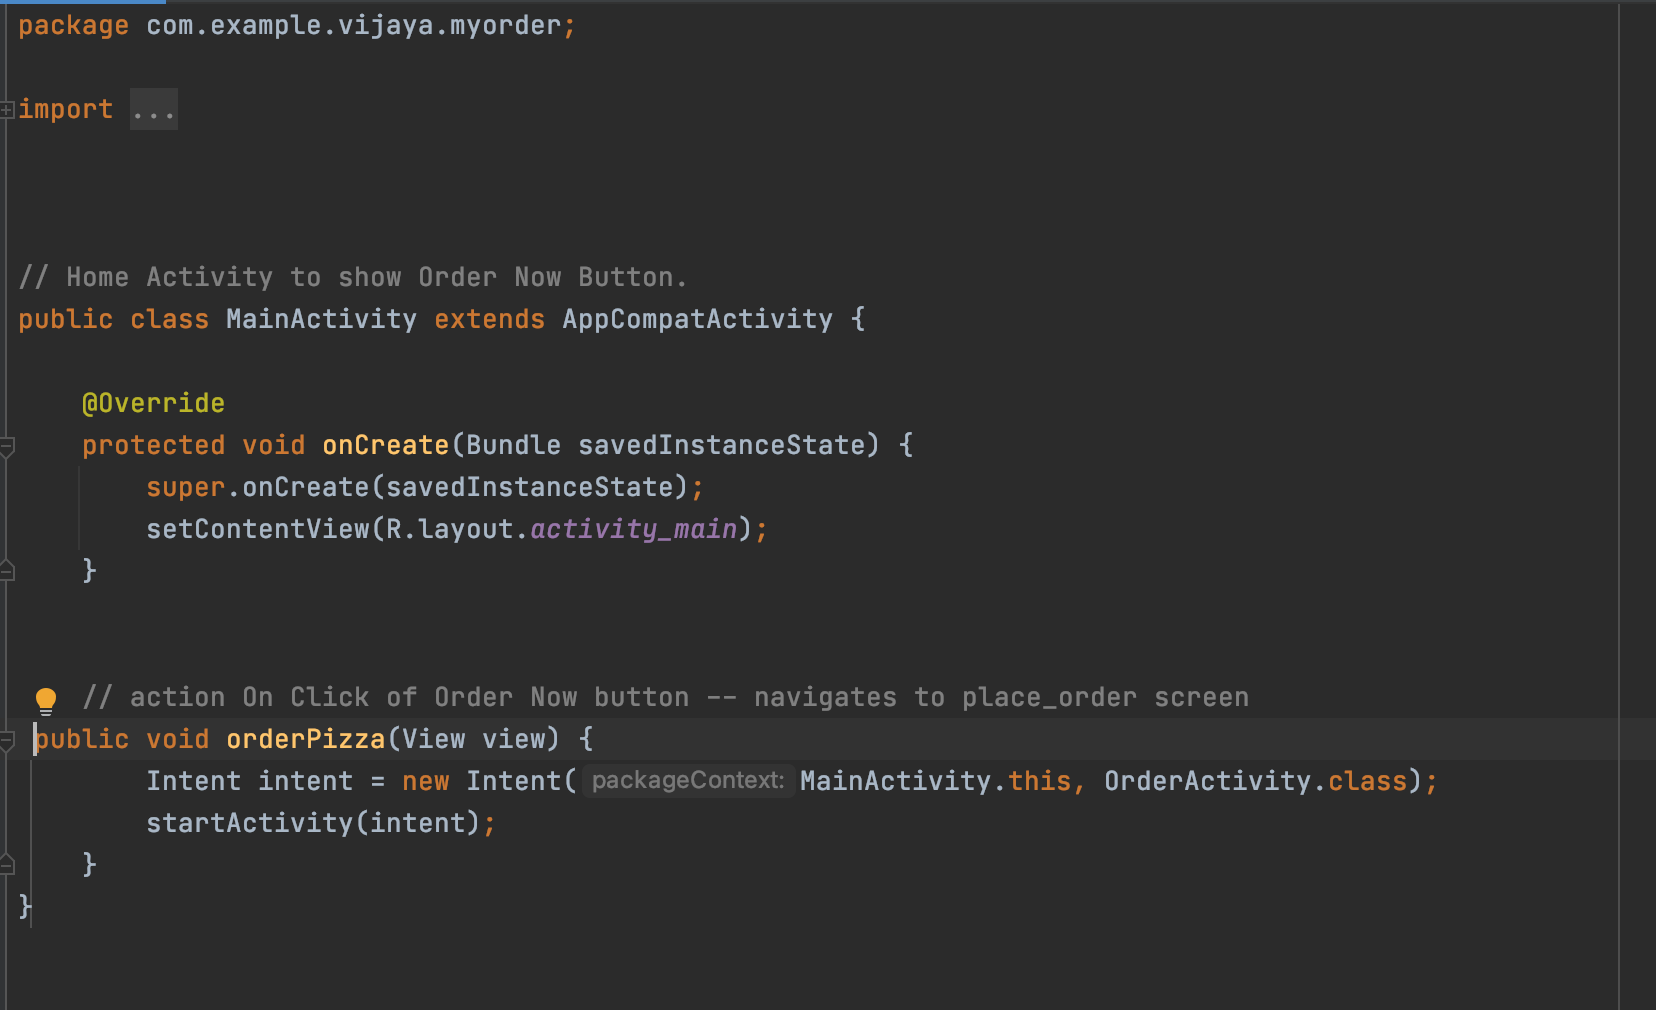 package com.example.vijaya.myorder;
import ...
// Home Activity to show Order Now Button.
public class MainActivity extends AppCompatActivity {
@Override
protected void onCreate(Bundle savedInstanceState) {
super.onCreate(savedInstanceState);
setContentView(R.layout.activity_main);
}
// action On Click of Order Now button -- navigates to place_order screen
public void orderPizza(View view) {
Intent intent = new Intent( packageContext: MainActivity.this, OrderActivity.class);
startActivity(intent);
}
}